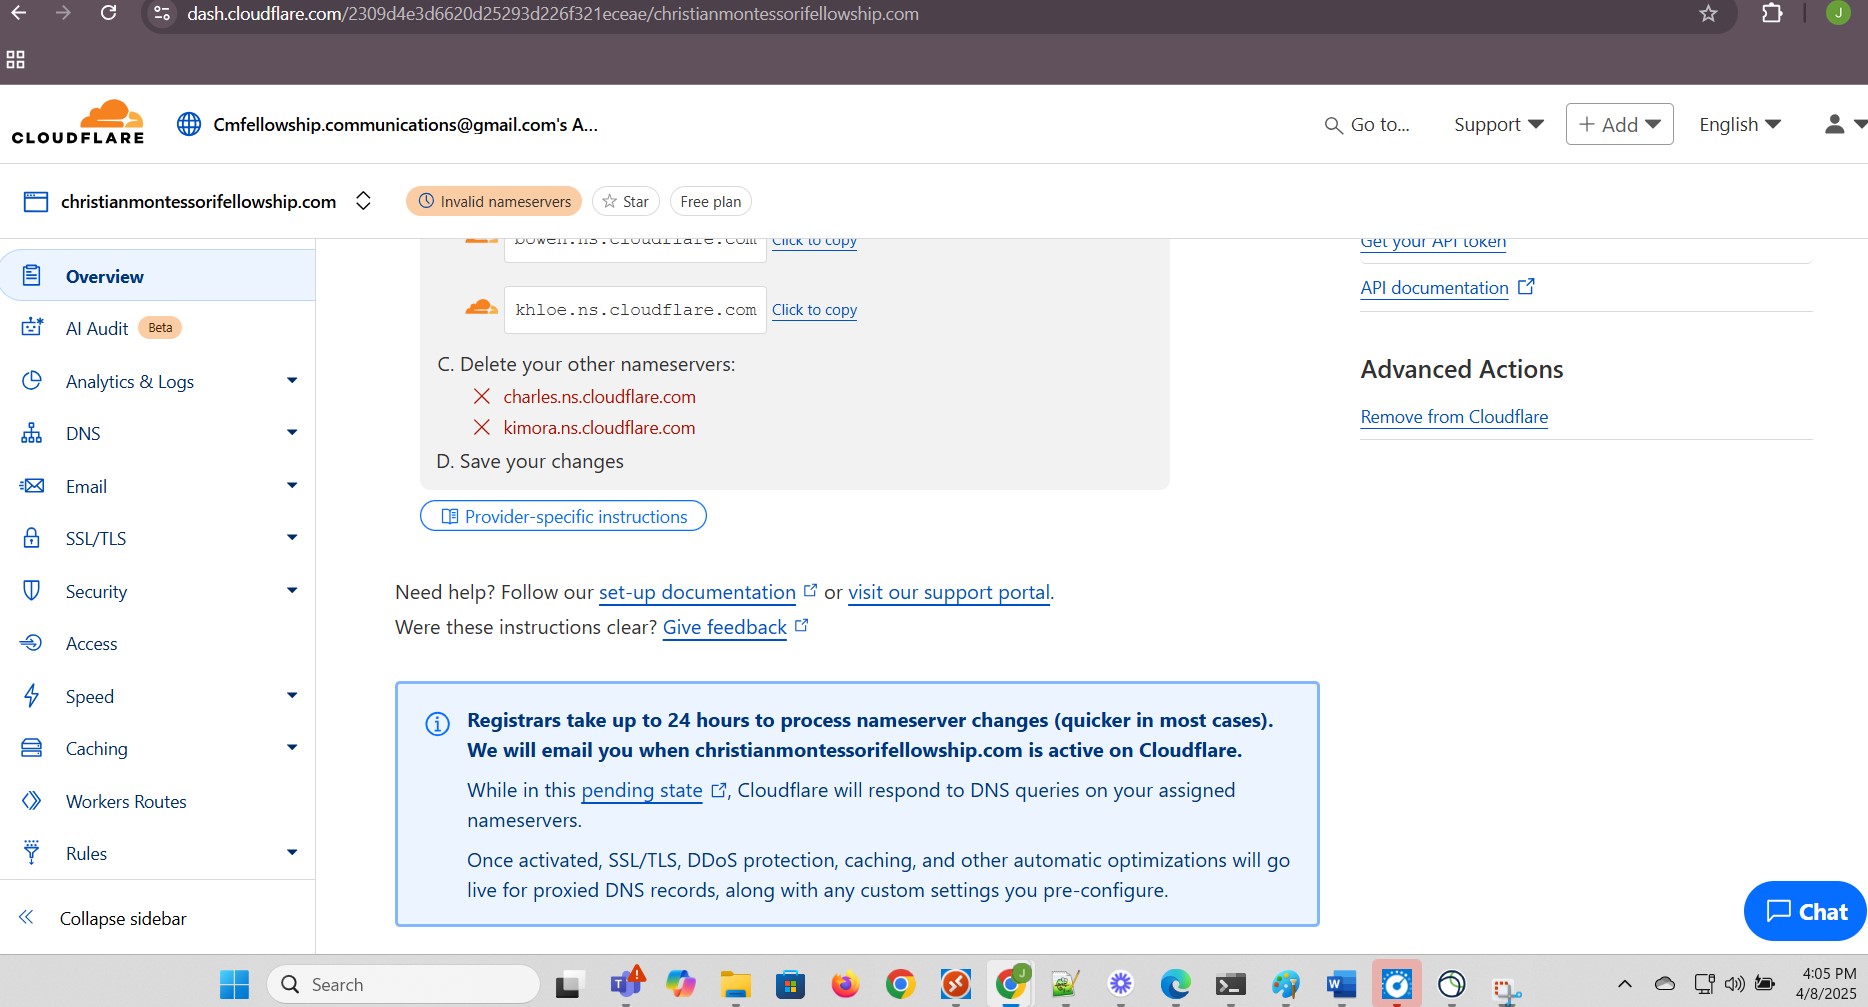 dash.cloudflare.com/2309d4e3d6620d25293d226f321eceae/christianmontessorifellowship.com
J
CLOUDFLARE
Cmfellowship.communications@gmail.com's A...
Go to...
Support
+ Add
English
christianmontessorifellowship.com
Invalid nameservers
Star
Free plan
Overview
AI Audit Beta
Analytics & Logs
DNS
Email
SSL/TLS
Security
Access
Speed
Caching
Workers Routes
Rules
Collapse sidebar
bowen.ns.cloudflare.com Click to copy
khloe.ns.cloudflare.com Click to copy
C. Delete your other nameservers:
charles.ns.cloudflare.com
kimora.ns.cloudflare.com
D. Save your changes
Provider-specific instructions
Need help? Follow our set-up documentation or visit our support portal.
Were these instructions clear? Give feedback
Registrars take up to 24 hours to process nameserver changes (quicker in most cases).
We will email you when christianmontessorifellowship.com is active on Cloudflare.
While in this pending state, Cloudflare will respond to DNS queries on your assigned
nameservers.
Once activated, SSL/TLS, DDoS protection, caching, and other automatic optimizations will go
live for proxied DNS records, along with any custom settings you pre-configure.
Get your API token
API documentation
Advanced Actions
Remove from Cloudflare
Chat
Search
4:05 PM
4/8/2025